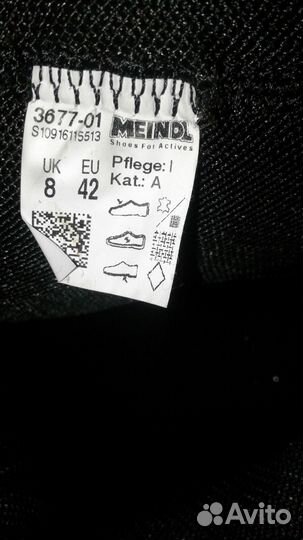 3677-01
S10916115513
MEINDL
Shoes For Actives
UK EU
8 42
Pflege: I
Kat.: A
Avito